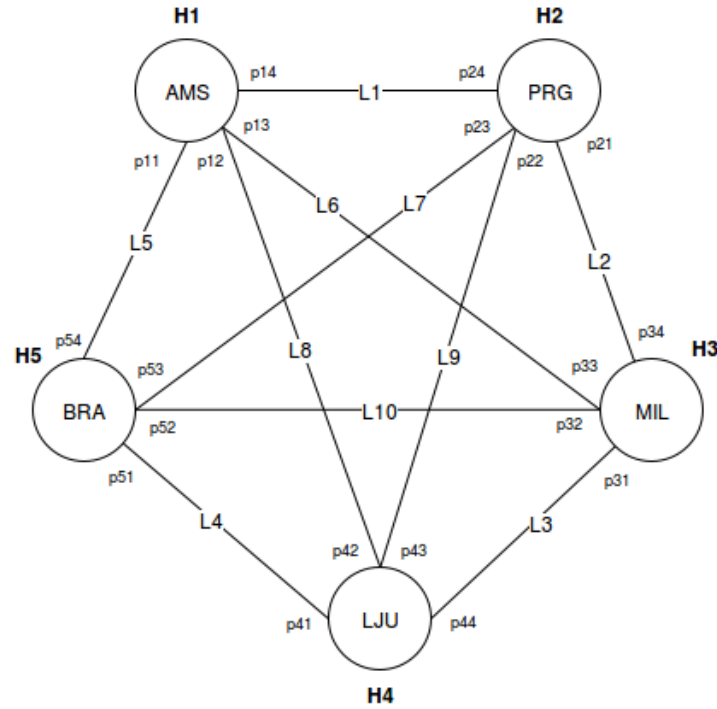 H1
H2
p14
p24
AMS
L1
PRG
p13
p23
p11
p12
p22
p21
L6
L7
L5
L2
p54
p34
H5
L8
L9
H3
p53
p33
BRA
L10
MIL
p52
p32
p51
p31
L4
L3
p42
p43
p41
LJU
p44
H4